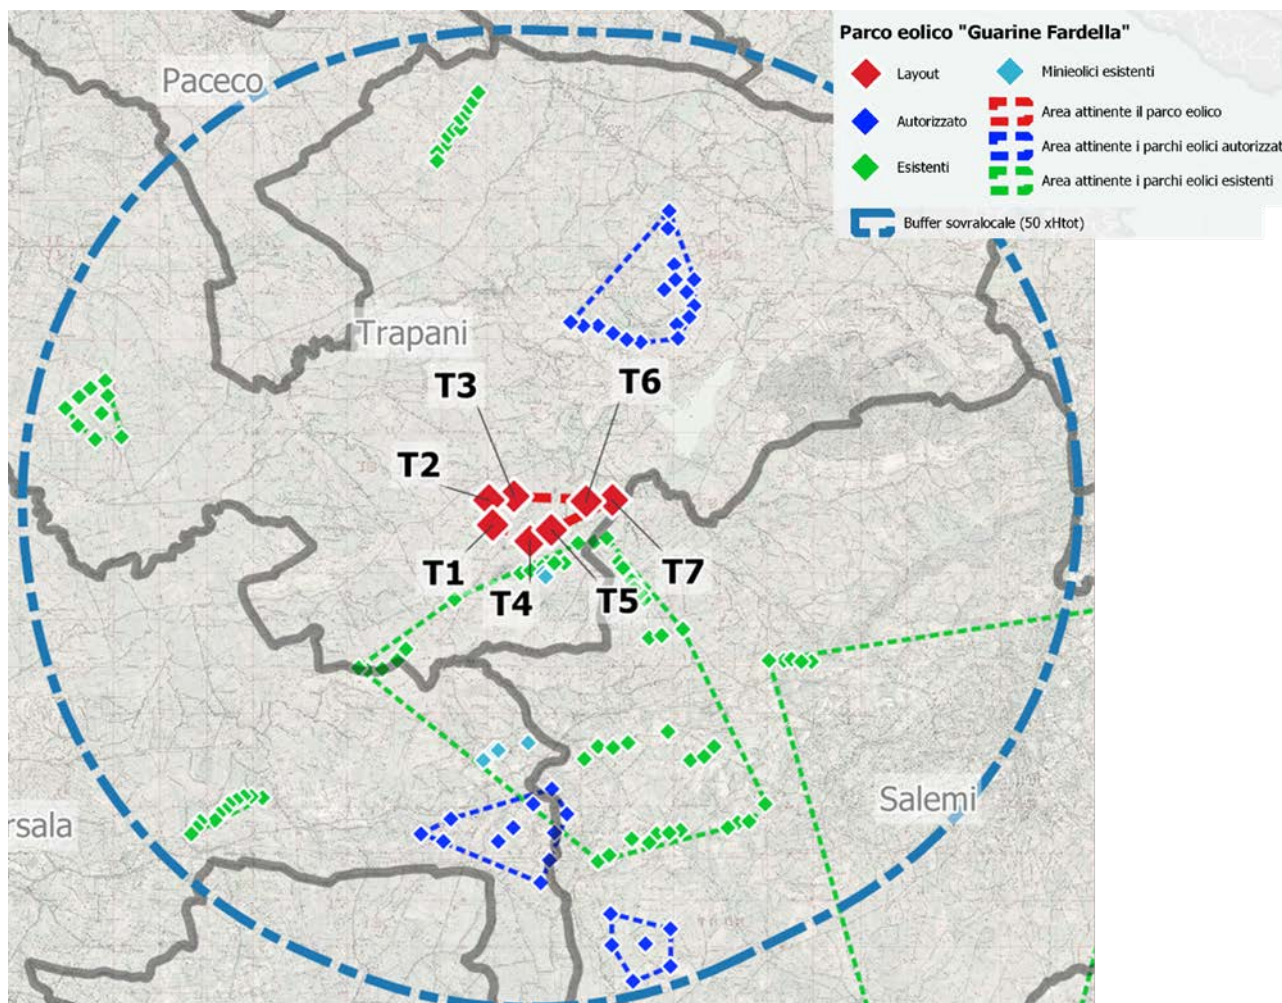 Parco eolico "Guarine Fardella"
Layout
Minieolici esistenti
Autorizzato
Area attinente il parco eolico
Area attinente i parchi eolici autorizzat
Esistenti
Area attinente i parchi eolici esistenti
Buffer sovralocale (50 xHtot)
Paceco
Trapani
T3
T6
T2
T1
T7
T4
T5
Salemi
rsala